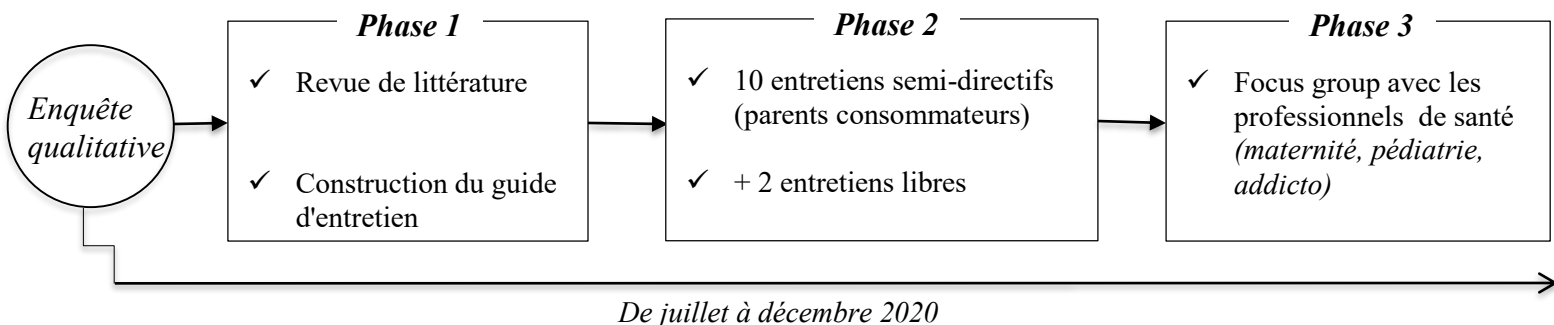 Enquête
qualitative
Phase 1
✓ Revue de littérature
✓ Construction du guide
d'entretien
Phase 2
✓ 10 entretiens semi-directifs
(parents consommateurs)
✓ + 2 entretiens libres
Phase 3
✓ Focus group avec les
professionnels de santé
(maternité, pédiatrie,
addicto)
De juillet à décembre 2020